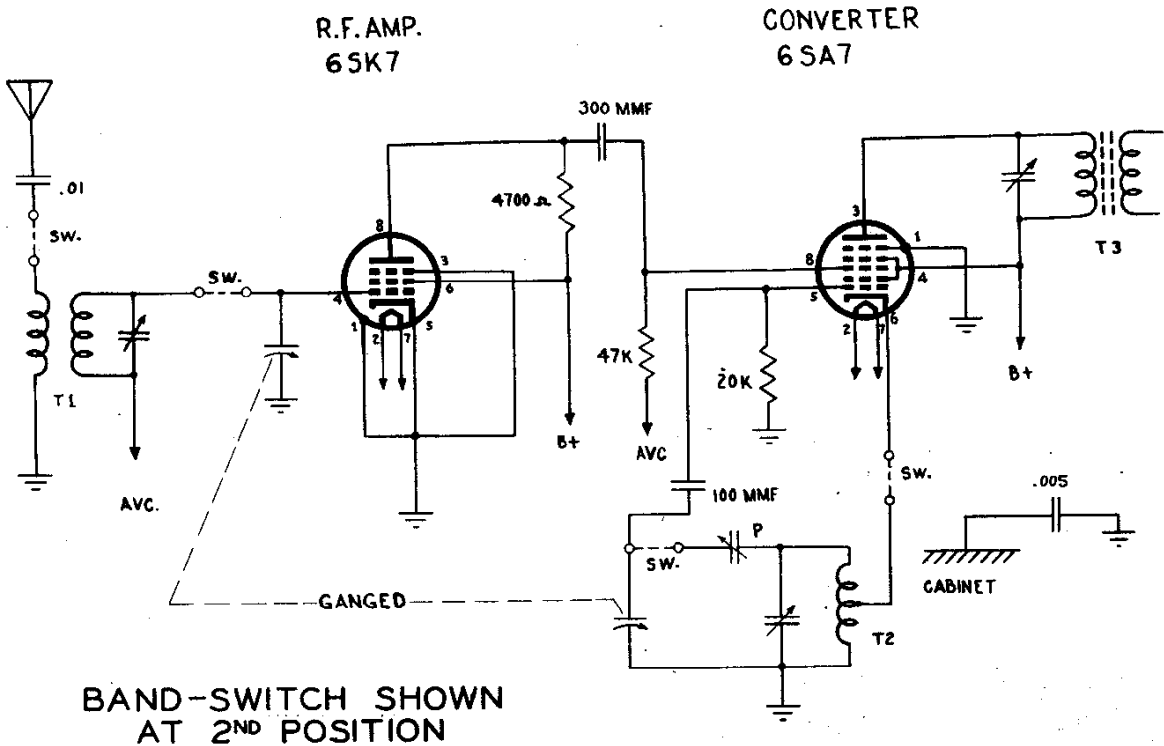 R.F. AMP.
6SK7
CONVERTER
6SA7
300 MMF
.01
SW.
4700 Ω
8
3
6
4
1
2
7
5
SW.
3
1
8
4
5
2
7
6
T3
T1
AVC.
47K
20K
B+
AVC
B+
SW.
100 MMF
.005
P
SW.
CABINET
GANGED
T2
BAND-SWITCH SHOWN
AT 2ND POSITION